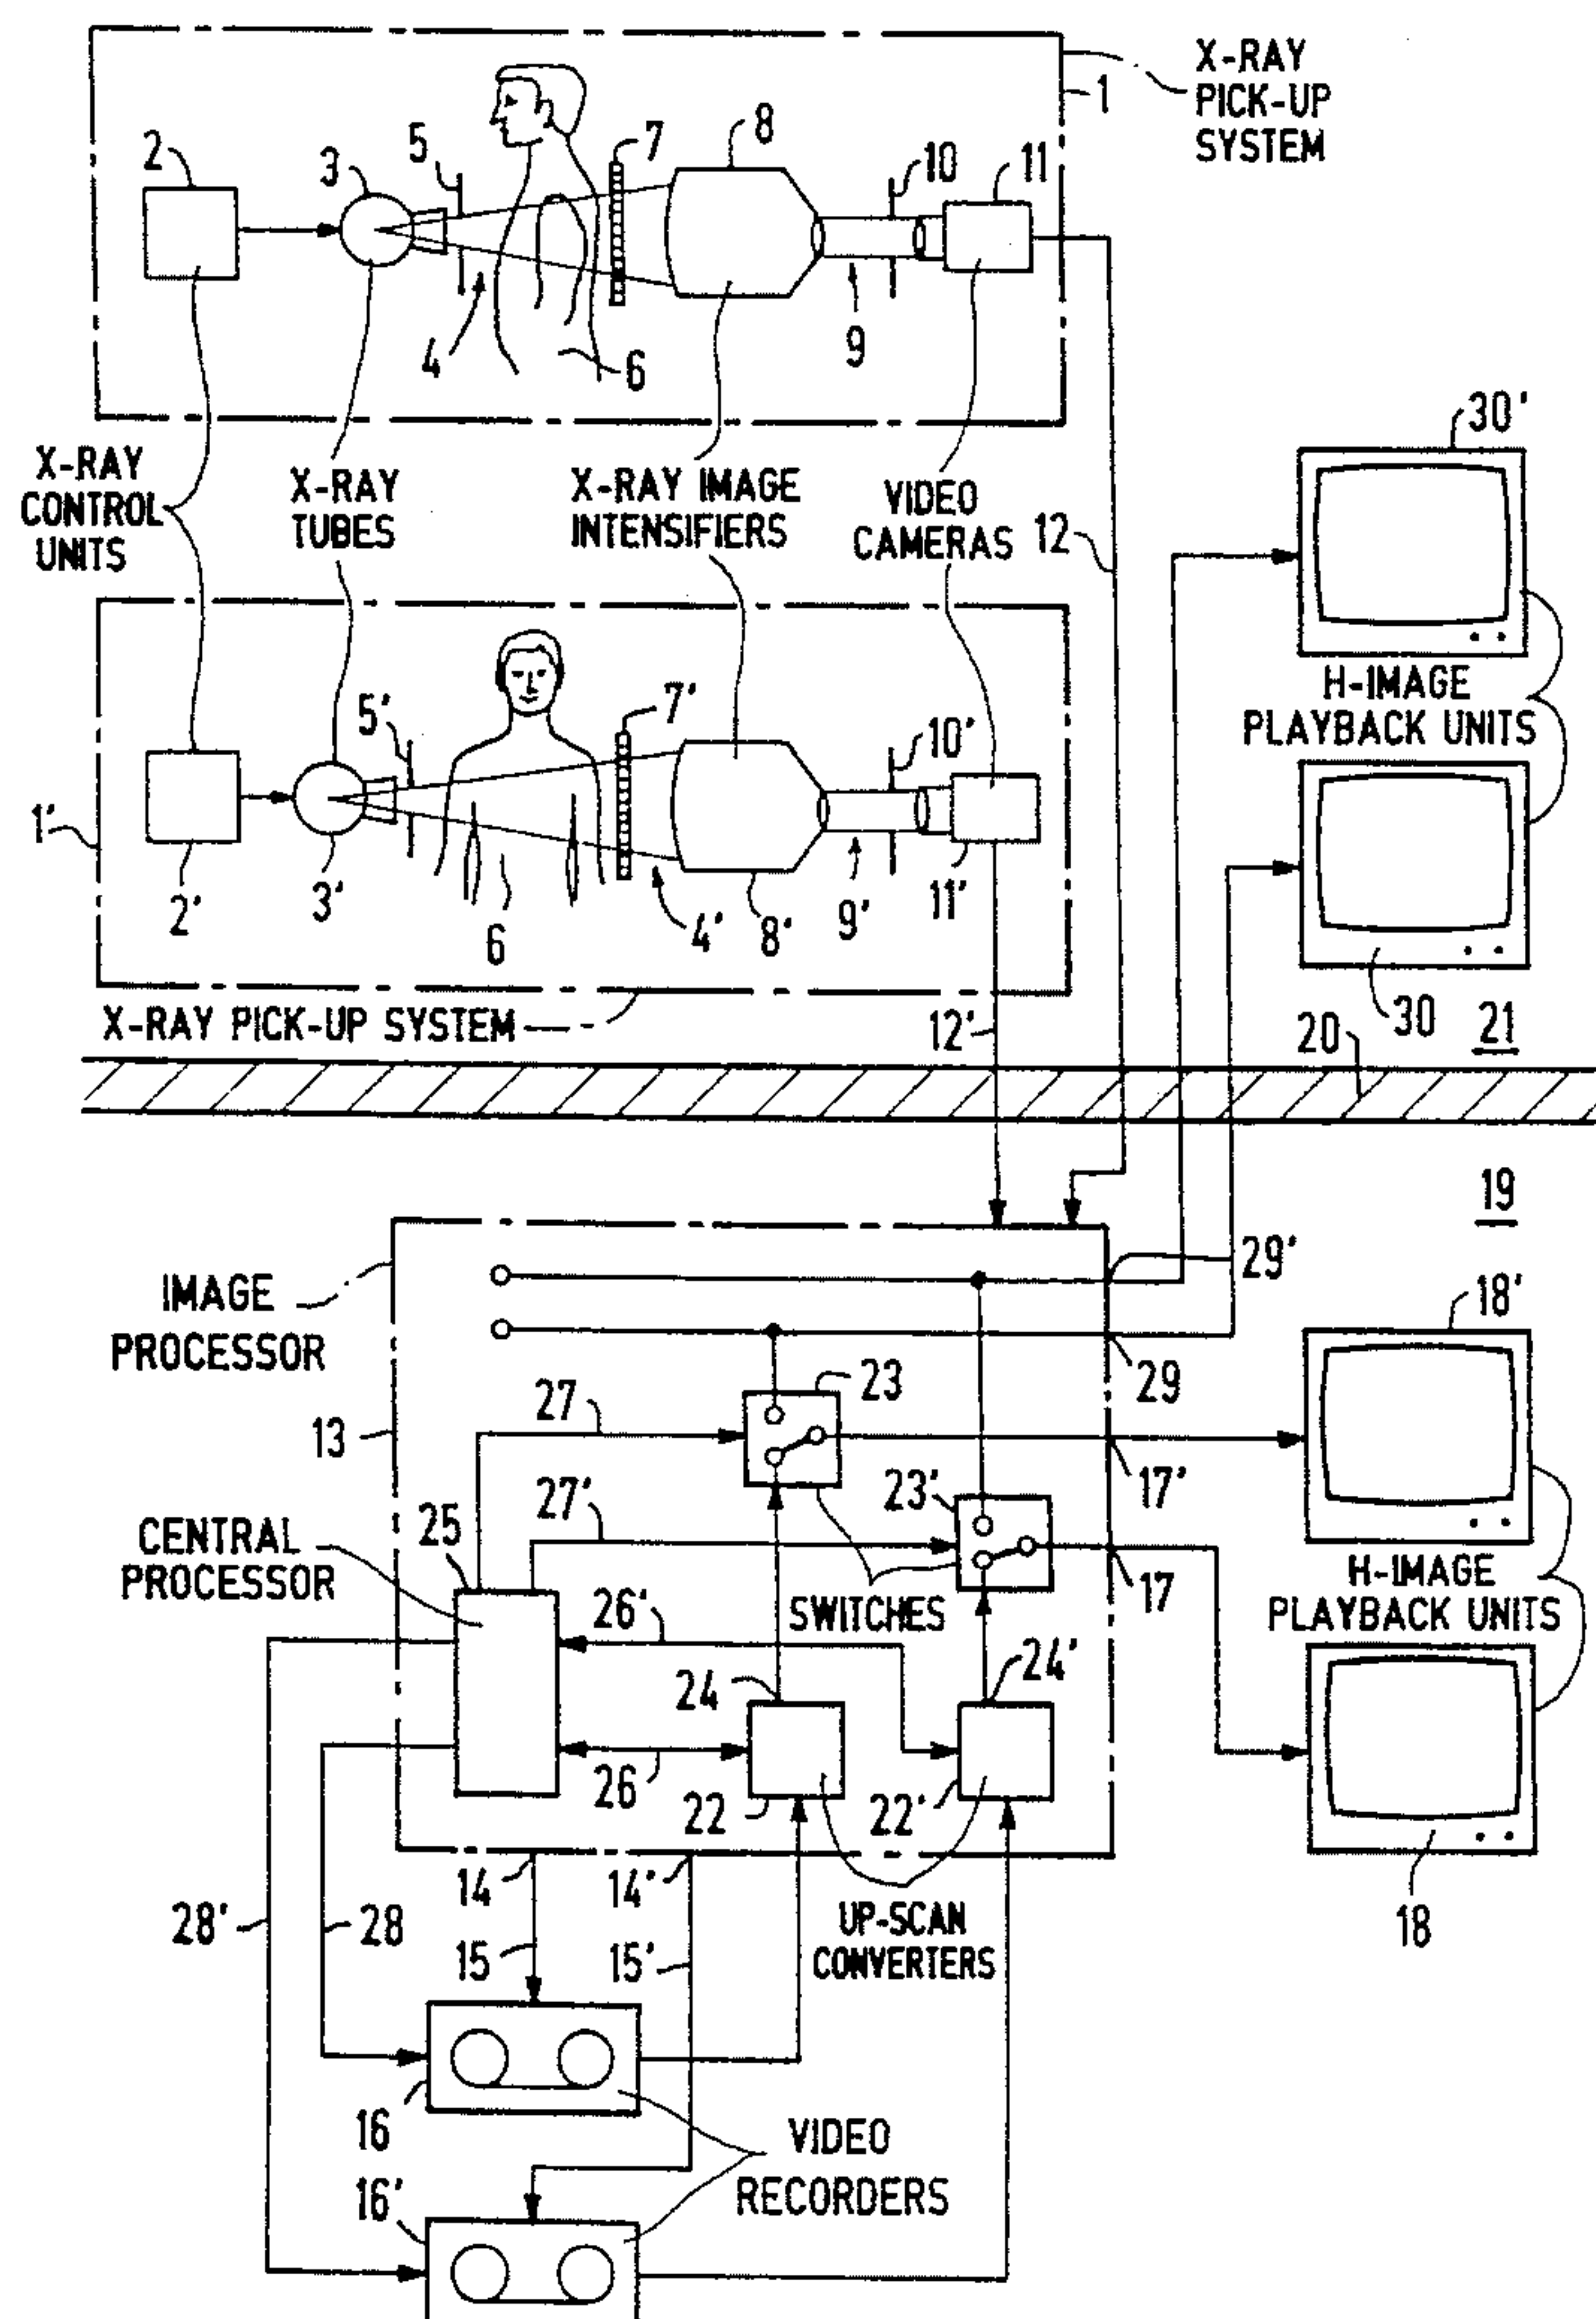 X-RAY
PICK-UP
SYSTEM
1
2
3
5
7
8
10
11
4
6
9
X-RAY
CONTROL
UNITS
X-RAY
TUBES
X-RAY IMAGE
INTENSIFIERS
VIDEO
CAMERAS
12
30'
H-IMAGE
PLAYBACK UNITS
1'
2'
3'
5'
6
7'
4'
8'
9'
10'
11'
30
X-RAY PICK-UP SYSTEM
12'
20
21
19
IMAGE
PROCESSOR
13
29'
29
18'
27
23
17'
27'
23'
CENTRAL
PROCESSOR
25
SWITCHES
17
H-IMAGE
PLAYBACK UNITS
26'
24
24'
26
22
22'
18
14
14'
28'
28
15
15'
UP-SCAN
CONVERTERS
16
VIDEO
RECORDERS
16'